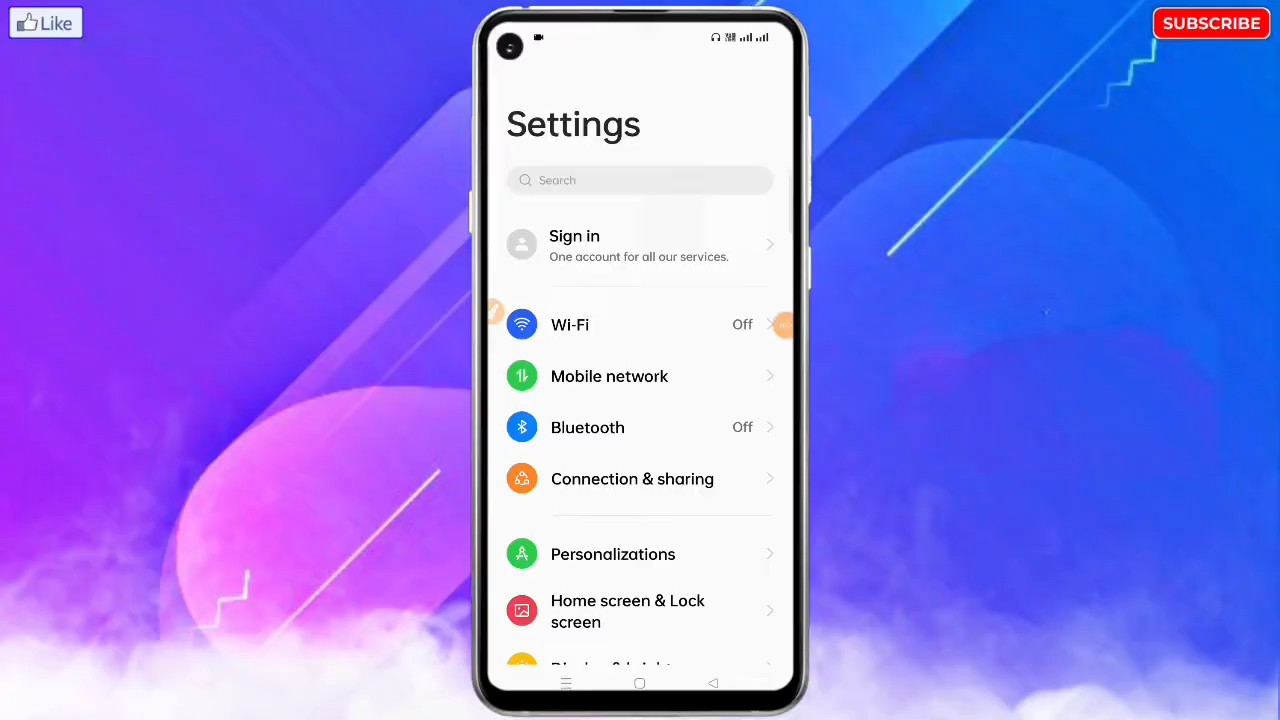 Like
SUBSCRIBE
Settings
Search
Sign in
One account for all our services.
Wi-Fi
Off
Mobile network
Bluetooth
Off
Connection & sharing
Personalizations
Home screen & Lock
screen